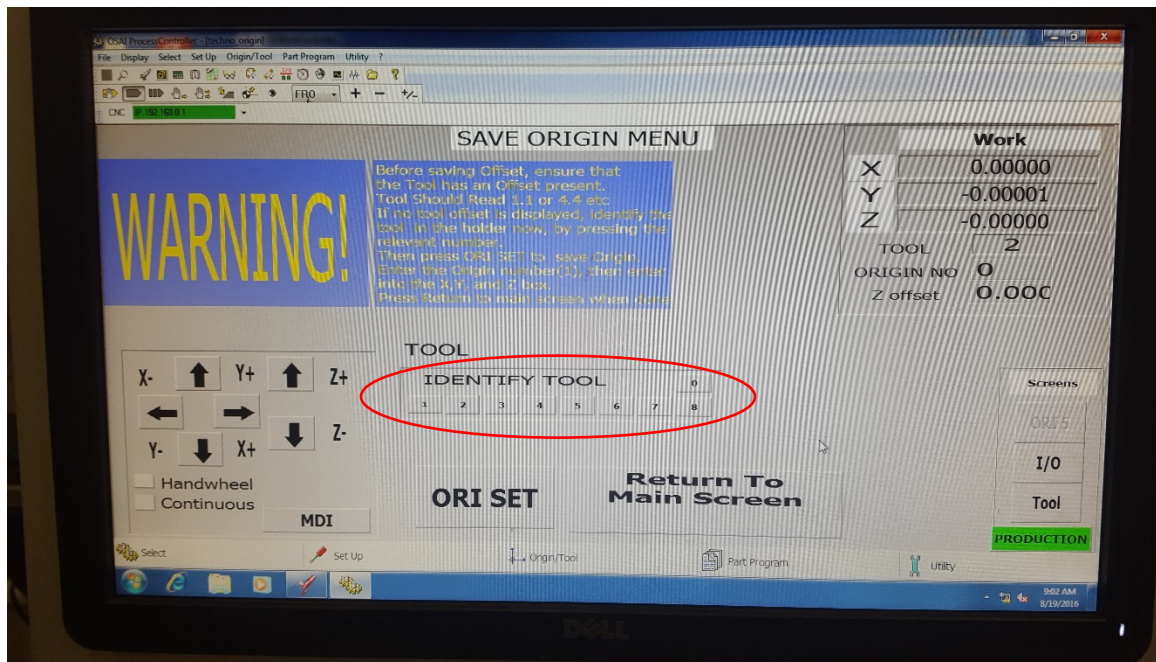 OSAI ProcessController - [techno_origin]
File Display Select Set Up Origin/Tool Part Program Utility ?
FRO + - +/-
CNC IP:192.168.0.1
SAVE ORIGIN MENU
Work
WARNING!
Before saving Offset, ensure that
the Tool has an Offset present.
Tool Should Read 1.1 or 4.4 etc
If no tool offset is displayed, Identify the
tool in the holder now, by pressing the
relevant number.
Then press ORI SET to save Origin.
Enter the Origin number(1), then enter
into the X,Y, and Z box.
Press Return to main screen when done
X 0.00000
Y -0.00001
Z -0.00000
TOOL 2
ORIGIN NO 0
Z offset 0.00C
TOOL
IDENTIFY TOOL 0
1 2 3 4 5 6 7 8
X- Y+ Z+
Y- X+ Z-
Handwheel
Continuous
MDI
ORI SET
Return To
Main Screen
Screens
ORI S
I/O
Tool
PRODUCTION
Select Set Up Origin/Tool Part Program Utility
9:02 AM
8/19/2016
DELL